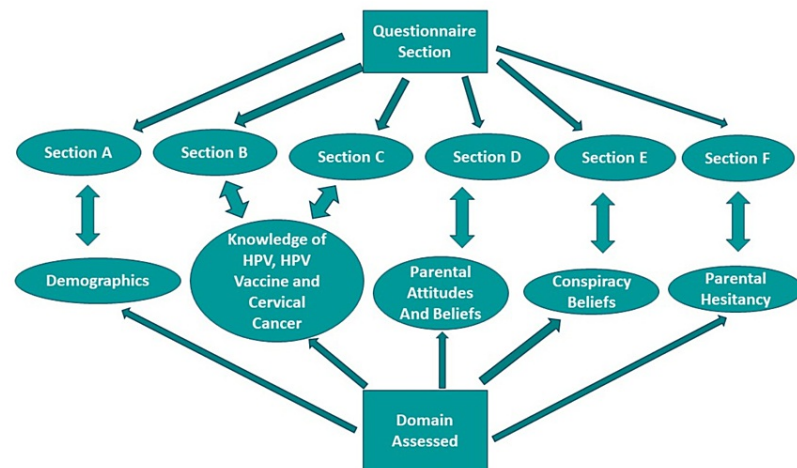 Questionnaire
Section
Section A
Section B
Section C
Section D
Section E
Section F
Demographics
Knowledge of
HPV, HPV
Vaccine and
Cervical
Cancer
Parental
Attitudes
And Beliefs
Conspiracy
Beliefs
Parental
Hesitancy
Domain
Assessed